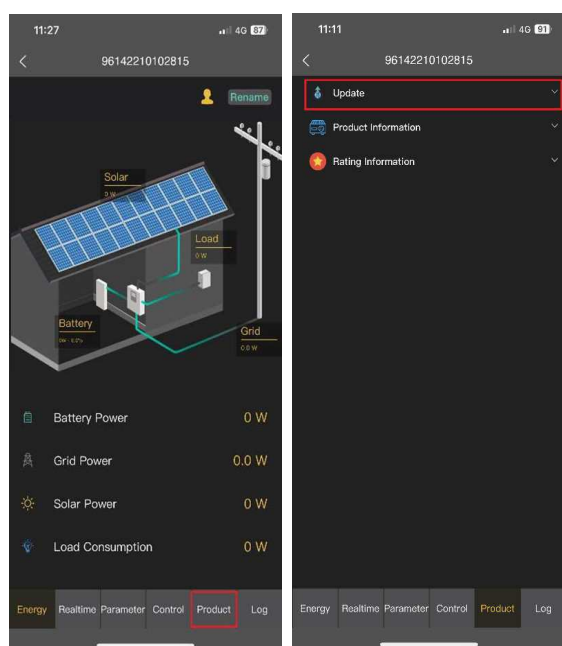 11:27
4G 87
96142210102815
Rename
Solar
0 W
Load
0 W
Battery
Grid
0.0 W
Battery Power 0 W
Grid Power 0.0 W
Solar Power 0 W
Load Consumption 0 W
Energy Realtime Parameter Control Product Log
11:11
4G 91
96142210102815
Update
Product Information
Rating Information
Energy Realtime Parameter Control Product Log